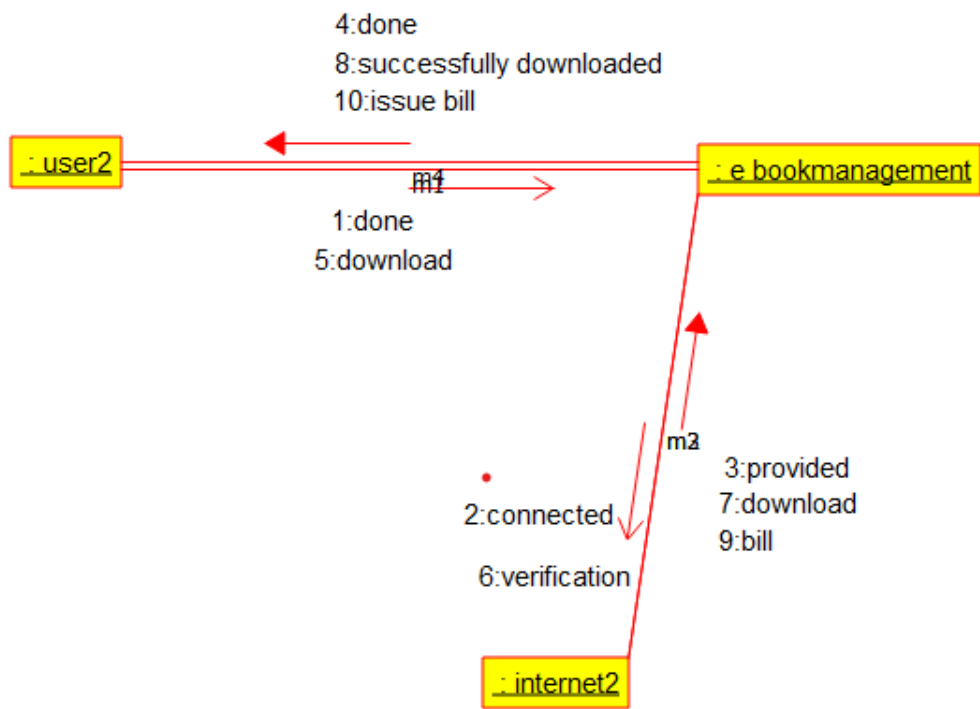 4:done
8:successfully downloaded
10:issue bill
: user2
: e bookmanagement
1:done
5:download
3:provided
7:download
9:bill
2:connected
6:verification
: internet2